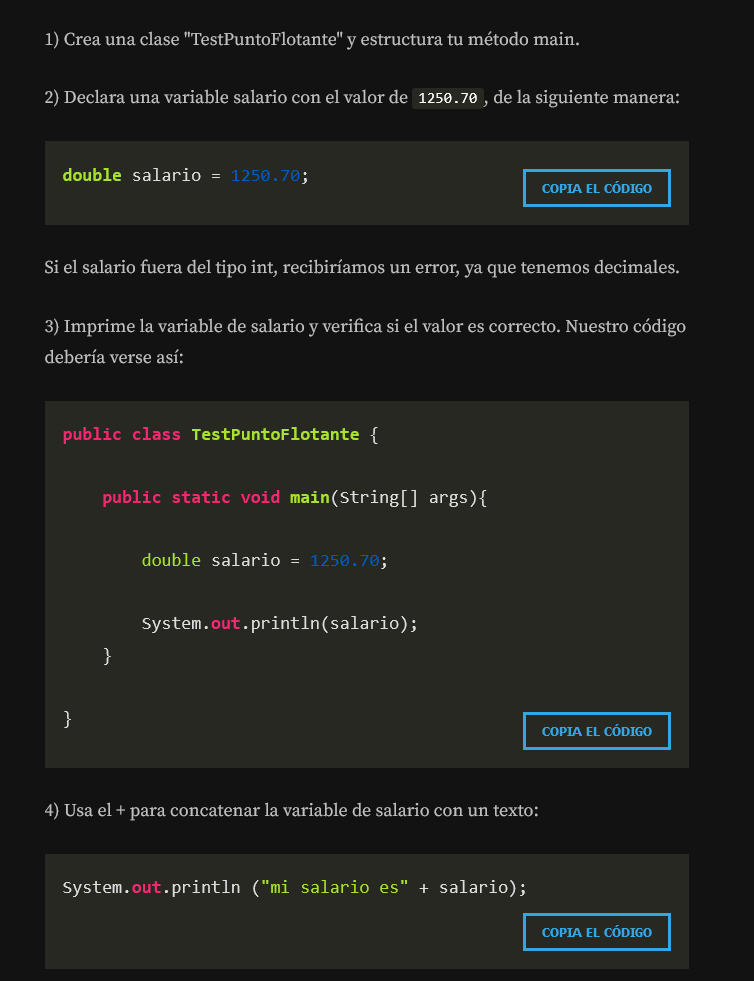 1) Crea una clase "TestPuntoFlotante" y estructura tu método main.
2) Declara una variable salario con el valor de 1250.70, de la siguiente manera:
double salario = 1250.70;
COPIA EL CÓDIGO
Si el salario fuera del tipo int, recibiríamos un error, ya que tenemos decimales.
3) Imprime la variable de salario y verifica si el valor es correcto. Nuestro código
debería verse así:
public class TestPuntoFlotante {
public static void main(String[] args){
double salario = 1250.70;
System.out.println(salario);
}
}
COPIA EL CÓDIGO
4) Usa el + para concatenar la variable de salario con un texto:
System.out.println ("mi salario es" + salario);
COPIA EL CÓDIGO